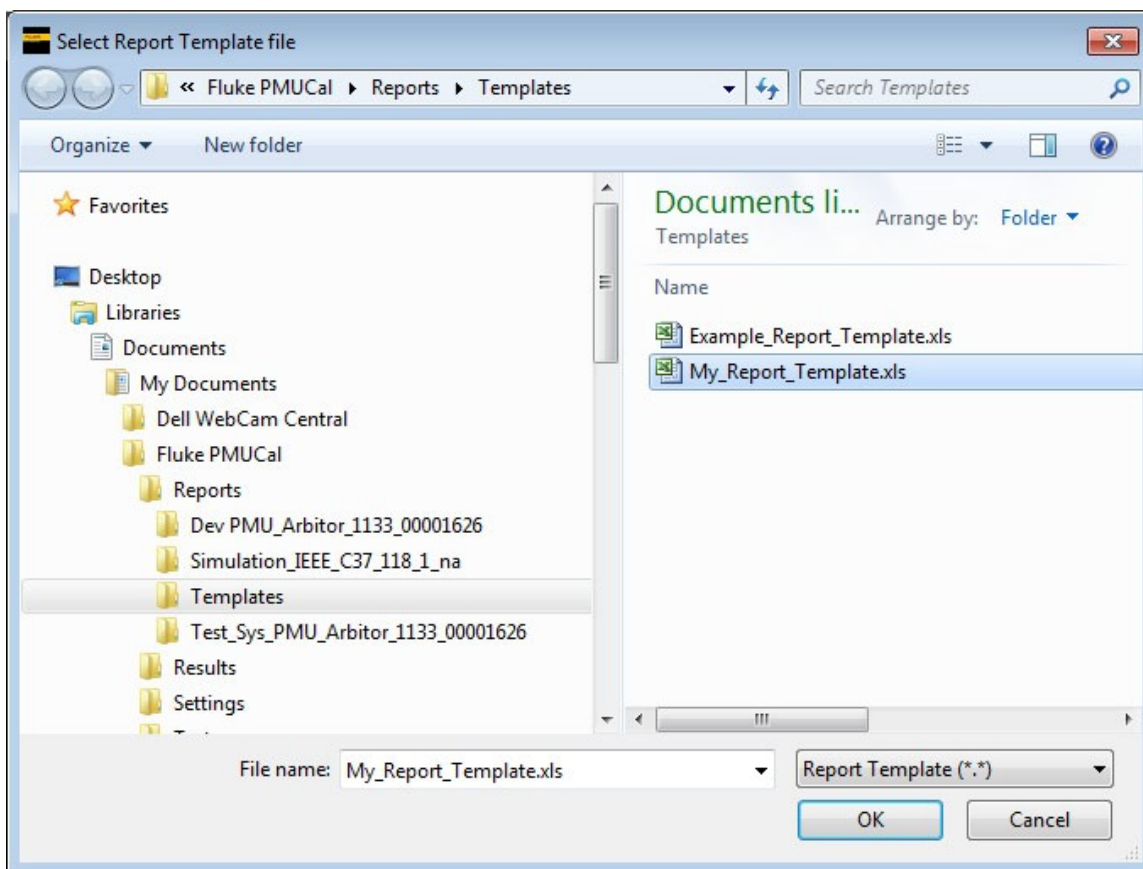 Select Report Template file
« Fluke PMUCal ▸ Reports ▸ Templates
Search Templates
Organize
New folder
Favorites
Desktop
Libraries
Documents
My Documents
Dell WebCam Central
Fluke PMUCal
Reports
Dev PMU_Arbitor_1133_00001626
Simulation_IEEE_C37_118_1_na
Templates
Test_Sys_PMU_Arbitor_1133_00001626
Results
Settings
Documents li...
Arrange by: Folder
Templates
Name
Example_Report_Template.xls
My_Report_Template.xls
File name: My_Report_Template.xls
Report Template (*.*)
OK
Cancel